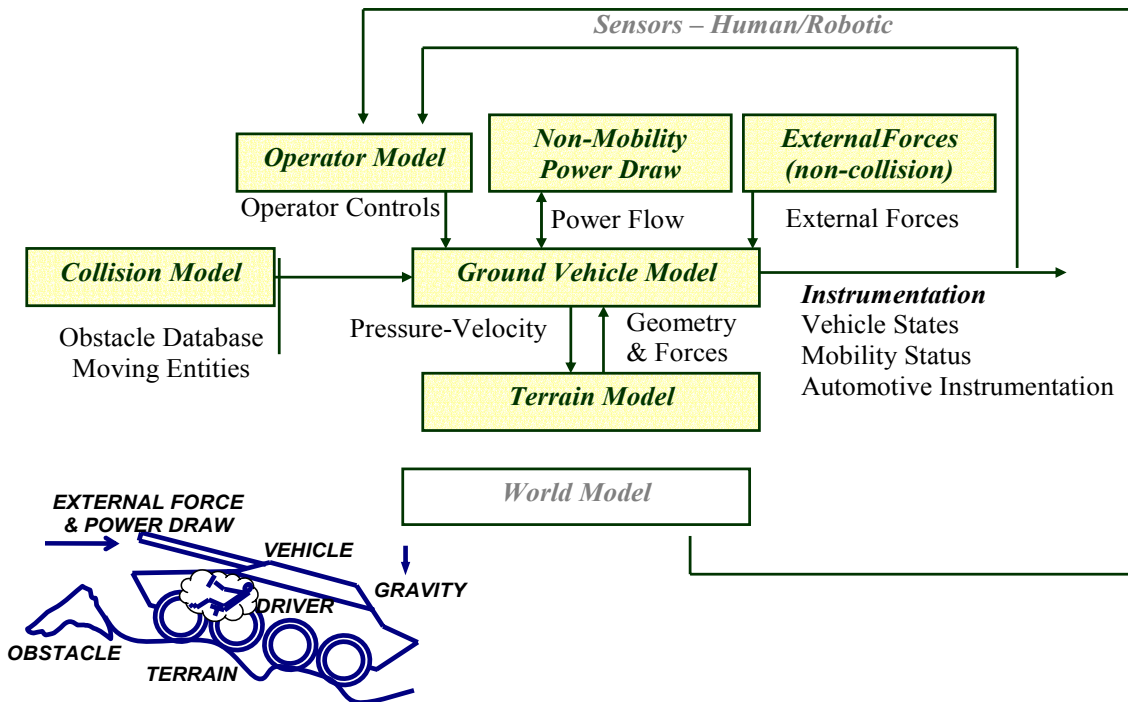 Sensors – Human/Robotic
Operator Model
Non-Mobility
Power Draw
ExternalForces
(non-collision)
Operator Controls
Power Flow
External Forces
Collision Model
Ground Vehicle Model
Obstacle Database
Moving Entities
Pressure-Velocity
Geometry
& Forces
Instrumentation
Vehicle States
Mobility Status
Automotive Instrumentation
Terrain Model
World Model
EXTERNAL FORCE
& POWER DRAW
VEHICLE
GRAVITY
DRIVER
OBSTACLE
TERRAIN